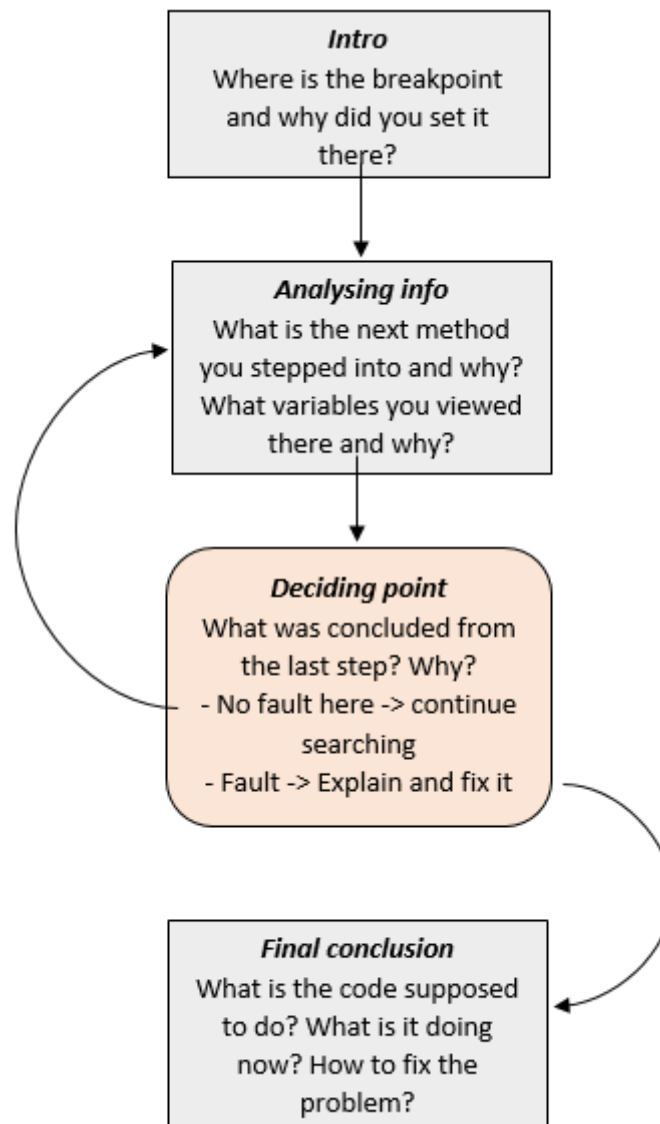 Intro
Where is the breakpoint
and why did you set it
there?
Analysing info
What is the next method
you stepped into and why?
What variables you viewed
there and why?
Deciding point
What was concluded from
the last step? Why?
- No fault here -> continue
searching
- Fault -> Explain and fix it
Final conclusion
What is the code supposed
to do? What is it doing
now? How to fix the
problem?